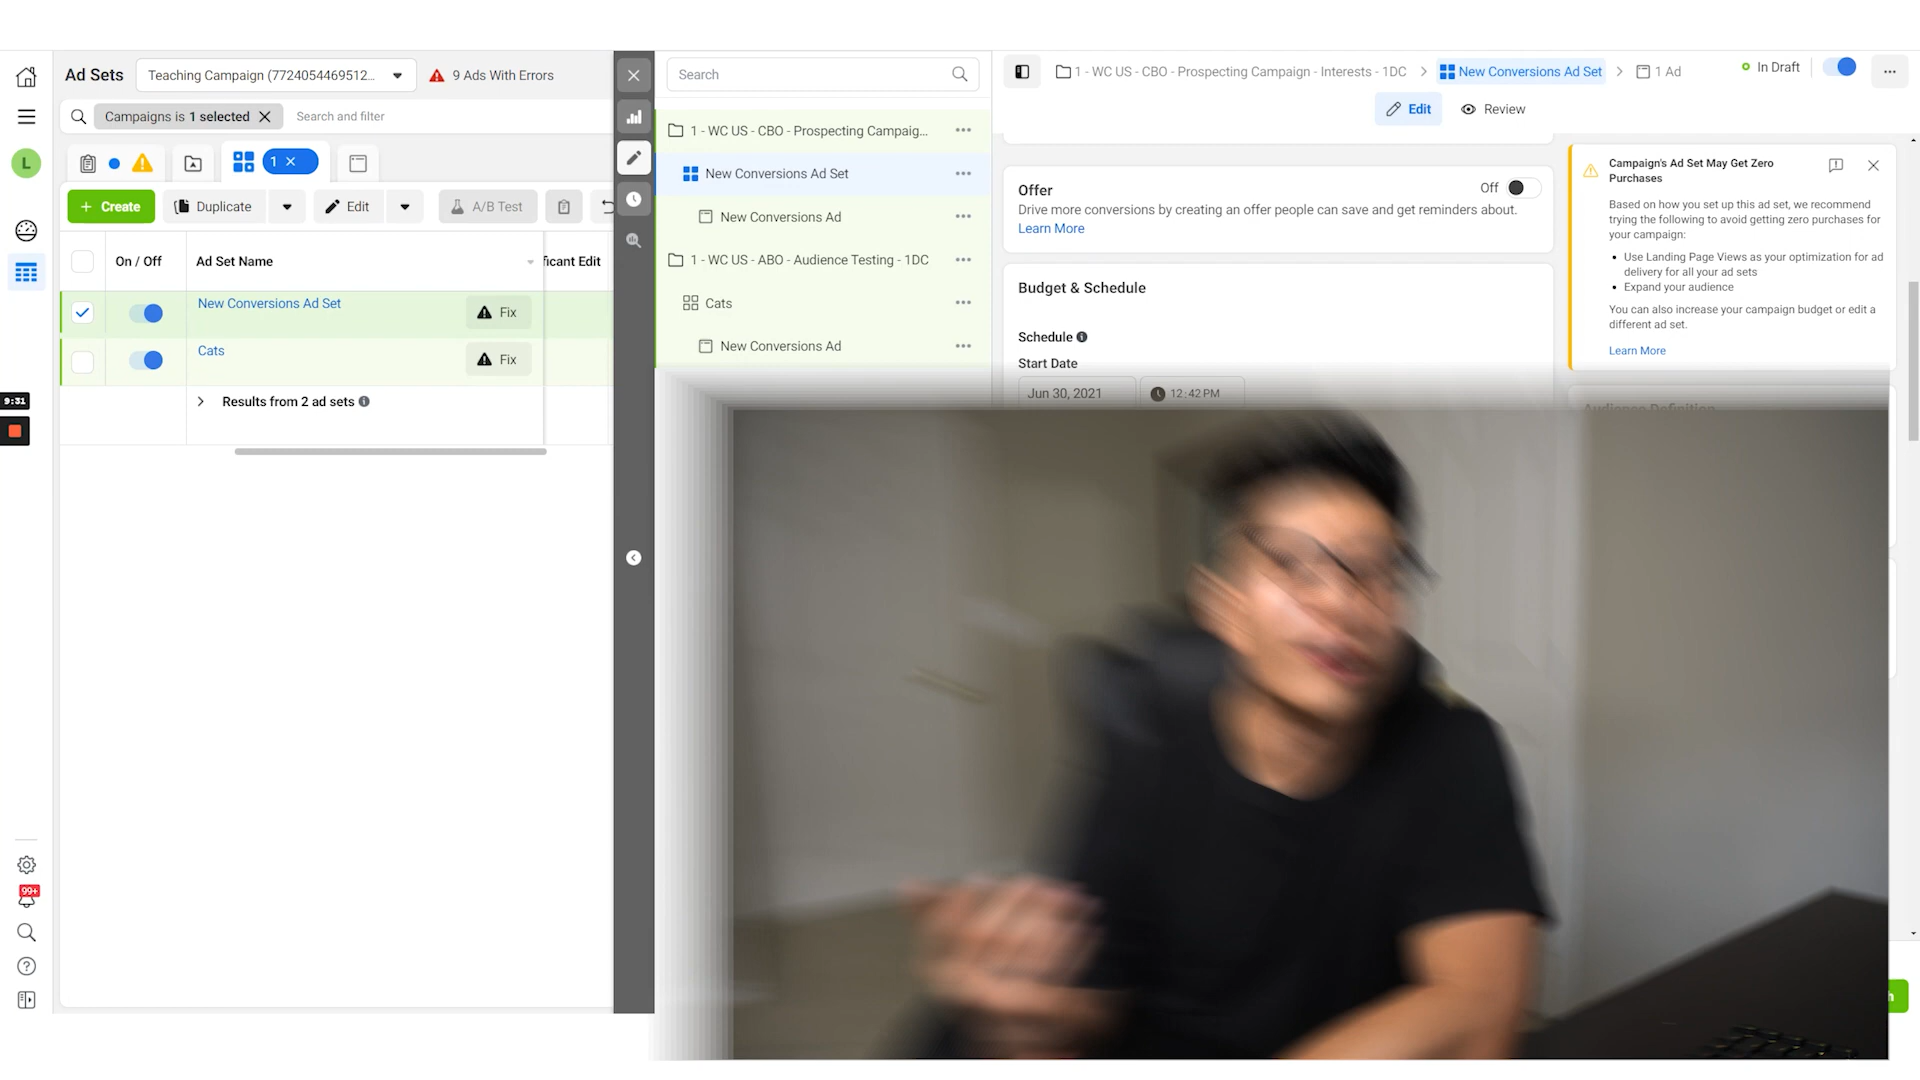 Ad Sets
Teaching Campaign (7724054469512...
9 Ads With Errors
Campaigns is 1 selected
Search and filter
L
1
Create
Duplicate
Edit
A/B Test
On / Off
Ad Set Name
ficant Edit
New Conversions Ad Set
Fix
Cats
Fix
Results from 2 ad sets
9:31
99+
Search
1 - WC US - CBO - Prospecting Campaig...
New Conversions Ad Set
New Conversions Ad
1 - WC US - ABO - Audience Testing - 1DC
Cats
New Conversions Ad
1 - WC US - CBO - Prospecting Campaign - Interests - 1DC
New Conversions Ad Set
1 Ad
In Draft
Edit
Review
Offer
Off
Drive more conversions by creating an offer people can save and get reminders about.
Learn More
Budget & Schedule
Schedule
Start Date
Jun 30, 2021
12:42 PM
Campaign's Ad Set May Get Zero
Purchases
Based on how you set up this ad set, we recommend
trying the following to avoid getting zero purchases for
your campaign:
• Use Landing Page Views as your optimization for ad
delivery for all your ad sets
• Expand your audience
You can also increase your campaign budget or edit a
different ad set.
Learn More
Audience Definition
h